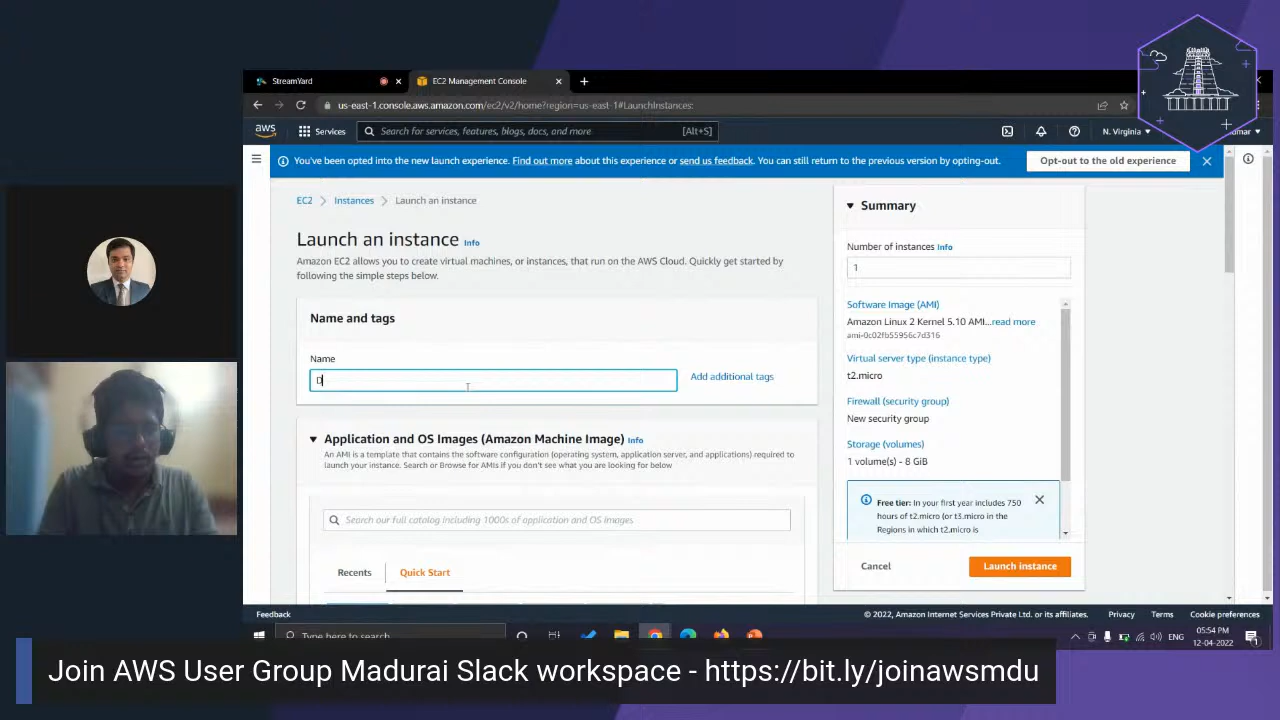 StreamYard
EC2 Management Console
us-east-1.console.aws.amazon.com/ec2/v2/home?region=us-east-1#LaunchInstances:
aws
Services
Search for services, features, blogs, docs, and more
[Alt+S]
N. Virginia
You've been opted into the new launch experience. Find out more about this experience or send us feedback. You can still return to the previous version by opting-out.
Opt-out to the old experience
EC2
Instances
Launch an instance
Launch an instance Info
Amazon EC2 allows you to create virtual machines, or instances, that run on the AWS Cloud. Quickly get started by
following the simple steps below.
Name and tags
Name
D
Add additional tags
Application and OS Images (Amazon Machine Image) Info
An AMI is a template that contains the software configuration (operating system, application server, and applications) required to
launch your instance. Search or Browse for AMIs if you don't see what you are looking for below
Search our full catalog including 1000s of application and OS images
Recents
Quick Start
Summary
Number of instances Info
1
Software Image (AMI)
Amazon Linux 2 Kernel 5.10 AMI...read more
ami-0c02fb55956c7d316
Virtual server type (instance type)
t2.micro
Firewall (security group)
New security group
Storage (volumes)
1 volume(s) - 8 GiB
Free tier: In your first year includes 750
hours of t2.micro (or t3.micro in the
Regions in which t2.micro is
Cancel
Launch instance
Feedback
© 2022, Amazon Internet Services Private Ltd. or its affiliates.
Privacy
Terms
Cookie preferences
Type here to search
ENG
05:54 PM
12-04-2022
Join AWS User Group Madurai Slack workspace - https://bit.ly/joinawsmdu